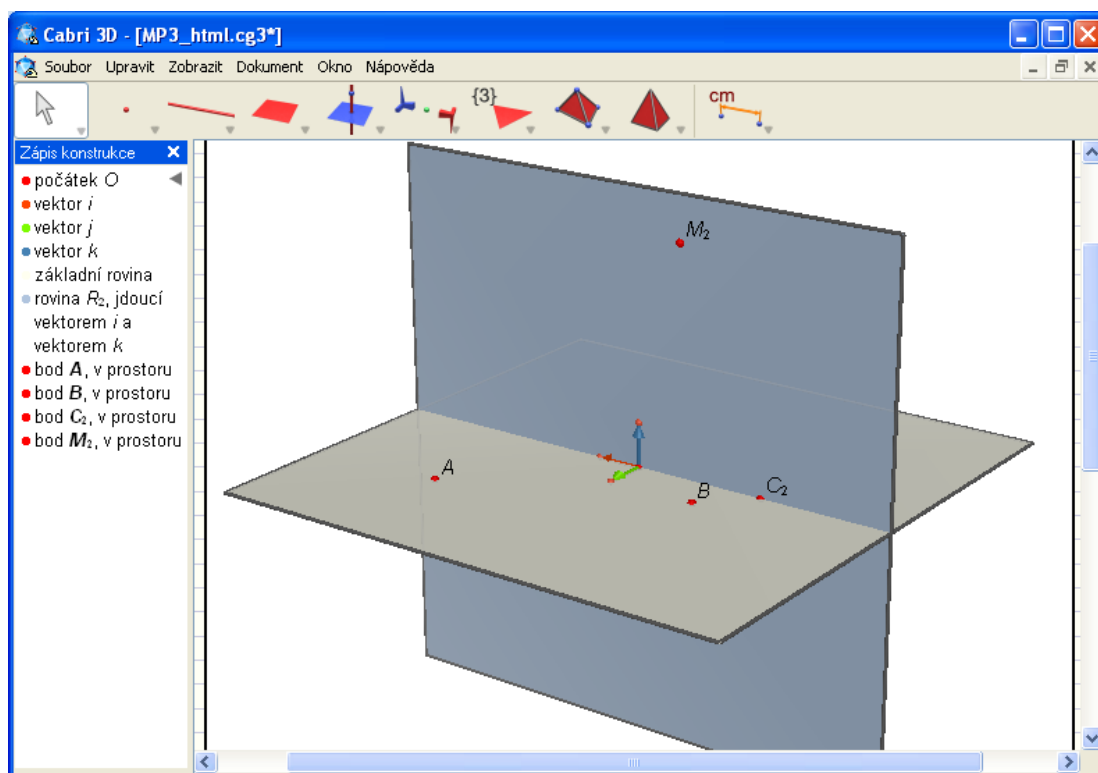 Cabri 3D - [MP3_html.cg3*]
Soubor Upravit Zobrazit Dokument Okno Nápověda
{3}
cm
Zápis konstrukce
počátek O
vektor i
vektor j
vektor k
základní rovina
rovina R₂, jdoucí
vektorem i a
vektorem k
bod A, v prostoru
bod B, v prostoru
bod C₂, v prostoru
bod M₂, v prostoru
M₂
A
B
C₂